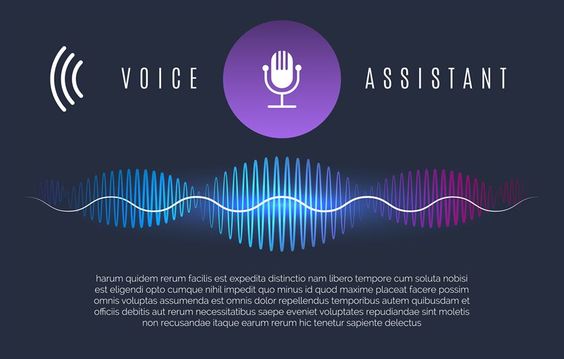 VOICE ASSISTANT
harum quidem rerum facilis est expedita distinctio nam libero tempore cum soluta nobisi
est eligendi opto cumque nihil impedit quo minus id quod maxime placeat facere possim
omnis voluptas assumenda est omnis dolor repellendus temporibus autem quibusdam et
officiis debitis aut rerum necessitatibus saepe eveniet ut et voluptates repudiandae sint et
non recusandae itaque earum rerum hic tenetur sapiente delectus